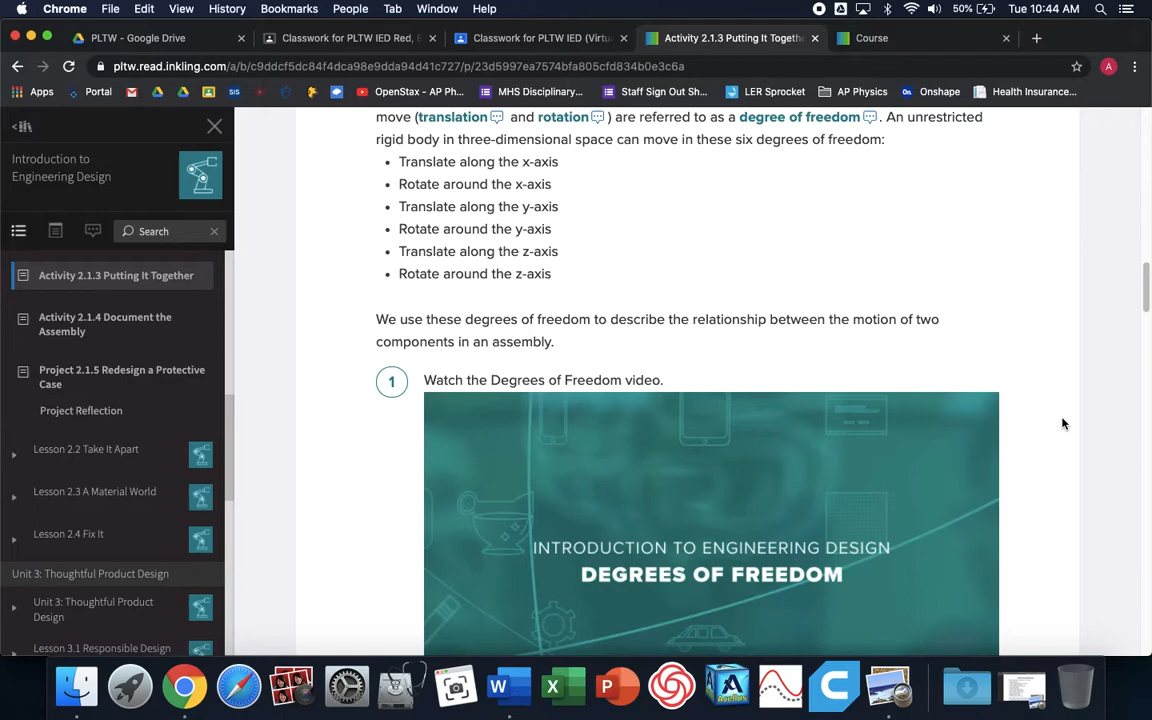 Chrome File Edit View History Bookmarks People Tab Window Help 50% Tue 10:44 AM
PLTW - Google Drive Classwork for PLTW IED Red, B Classwork for PLTW IED (Virtua Activity 2.1.3 Putting It Togethe Course
pltw.read.inkling.com/a/b/c9ddcf5dc84f4dca98e9dda94d41c727/p/23d5997ea7574bfa805cfd834b0e3c6a A
Apps Portal SIS OpenStax - AP Ph... MHS Disciplinary... Staff Sign Out Sh... LER Sprocket AP Physics Onshape Health Insurance...
Introduction to
Engineering Design
Search
Activity 2.1.3 Putting It Together
Activity 2.1.4 Document the
Assembly
Project 2.1.5 Redesign a Protective
Case
Project Reflection
Lesson 2.2 Take It Apart
Lesson 2.3 A Material World
Lesson 2.4 Fix It
Unit 3: Thoughtful Product Design
Unit 3: Thoughtful Product
Design
Lesson 3.1 Responsible Design
move (translation and rotation ) are referred to as a degree of freedom . An unrestricted
rigid body in three-dimensional space can move in these six degrees of freedom:
• Translate along the x-axis
• Rotate around the x-axis
• Translate along the y-axis
• Rotate around the y-axis
• Translate along the z-axis
• Rotate around the z-axis
We use these degrees of freedom to describe the relationship between the motion of two
components in an assembly.
1 Watch the Degrees of Freedom video.
INTRODUCTION TO ENGINEERING DESIGN
DEGREES OF FREEDOM
W X P A C